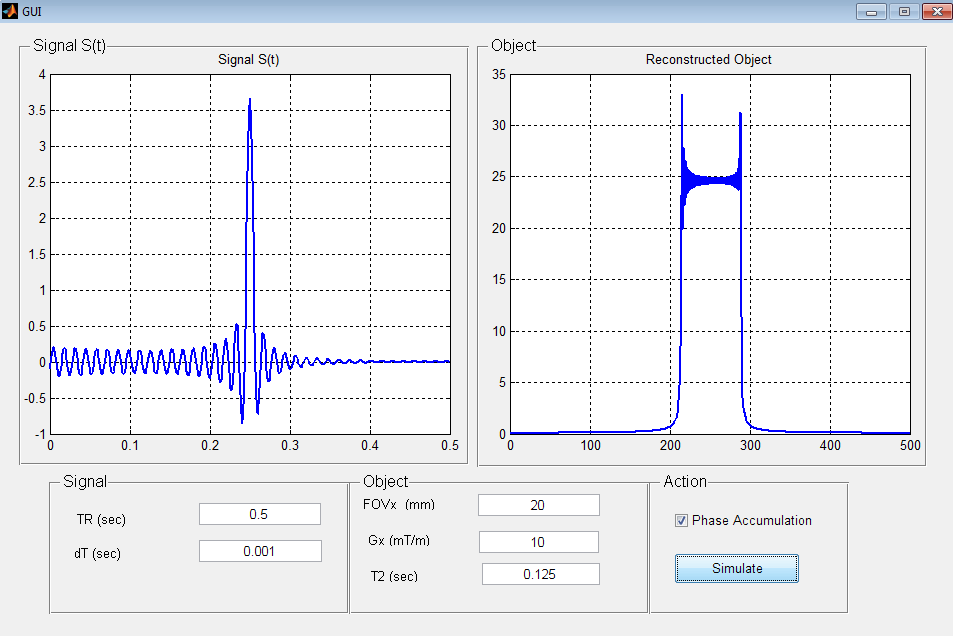 GUI
Signal S(t)
Signal S(t)
4
3.5
3
2.5
2
1.5
1
0.5
0
-0.5
-1
0 0.1 0.2 0.3 0.4 0.5
Object
Reconstructed Object
35
30
25
20
15
10
5
0
0 100 200 300 400 500
Signal
TR (sec) 0.5
dT (sec) 0.001
Object
FOVx (mm) 20
Gx (mT/m) 10
T2 (sec) 0.125
Action
Phase Accumulation
Simulate